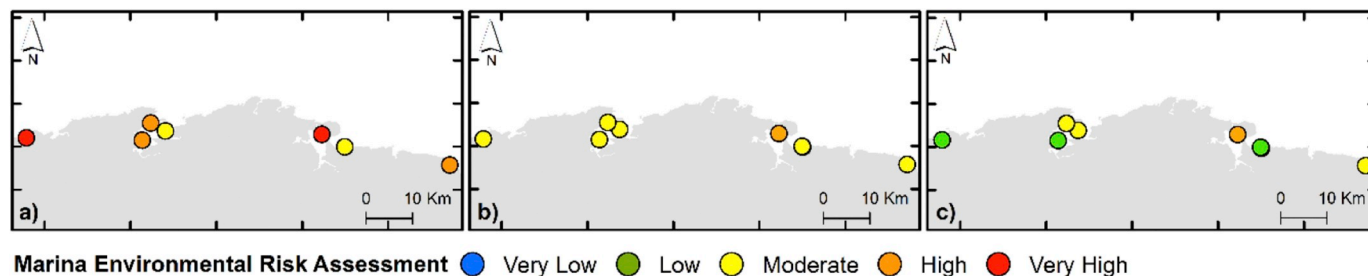 N
N
N
0 10 Km
0 10 Km
0 10 Km
a)
b)
c)
Marina Environmental Risk Assessment Very Low Low Moderate High Very High